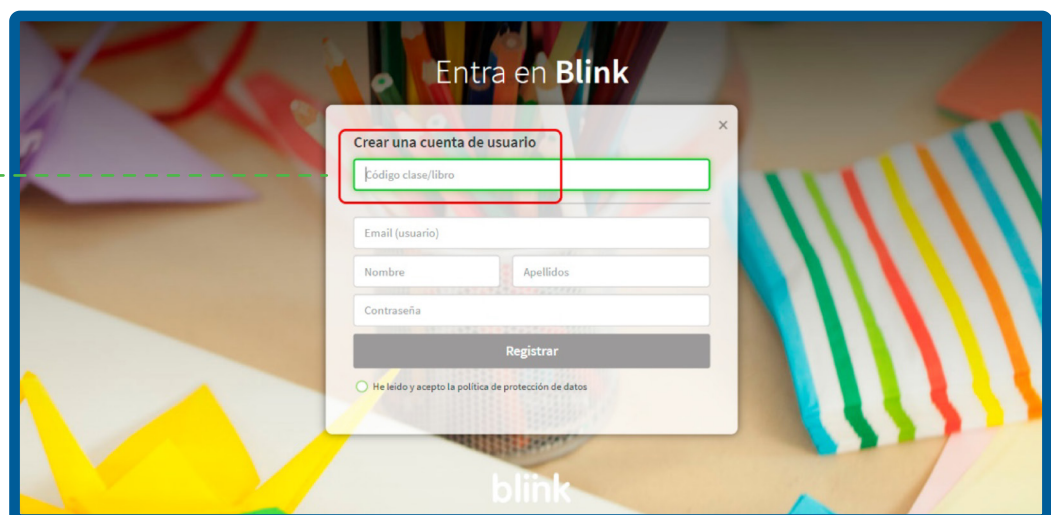 Entra en Blink
×
Crear una cuenta de usuario
Código clase/libro
Email (usuario)
Nombre Apellidos
Contraseña
Registrar
He leido y acepto la política de protección de datos
blink